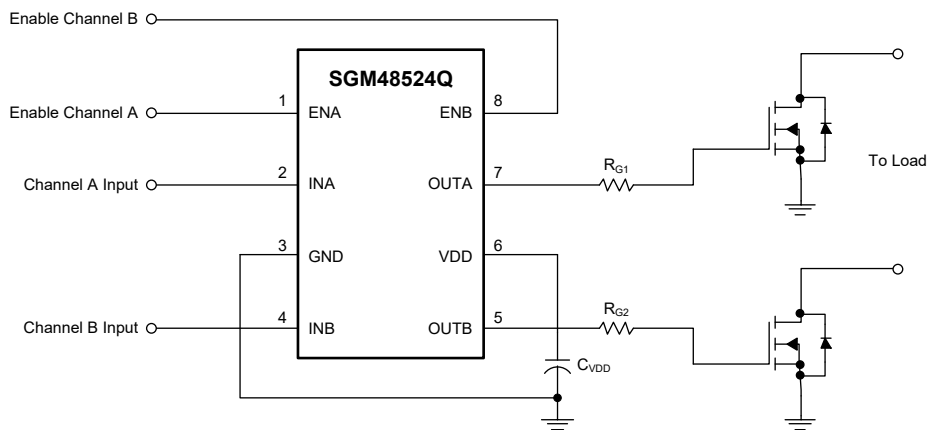 Enable Channel B
SGM48524Q
Enable Channel A
1
ENA
ENB
8
Channel A Input
2
INA
OUTA
7
RG1
To Load
3
GND
VDD
6
Channel B Input
4
INB
OUTB
5
RG2
CVDD